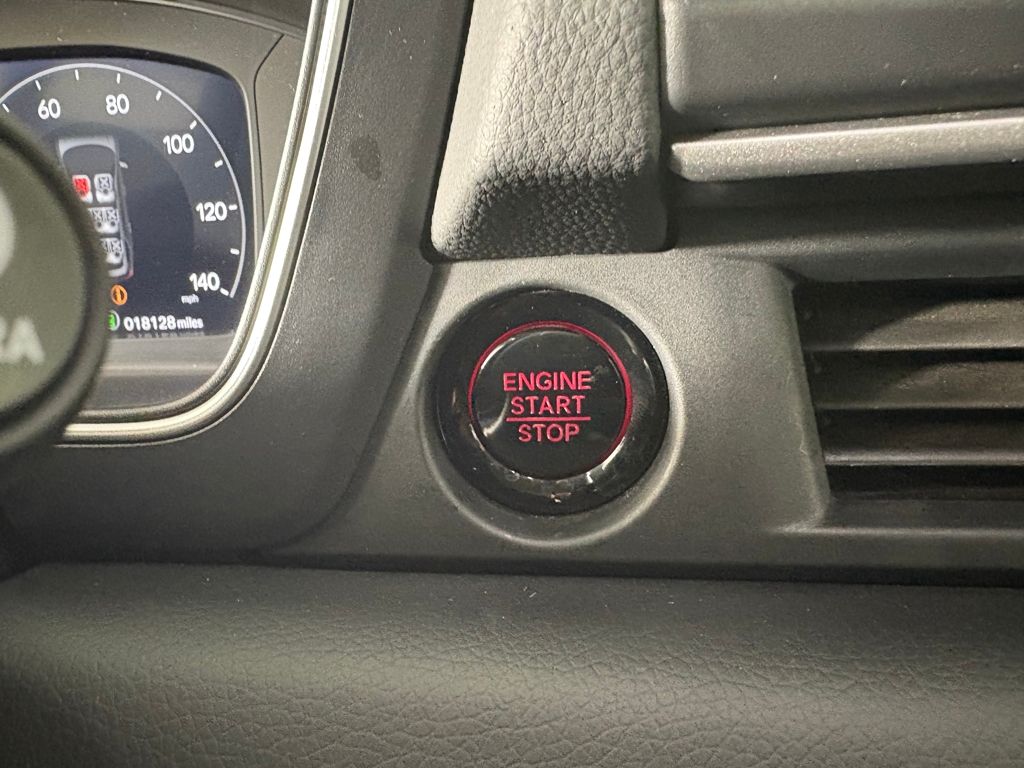 60
80
100
120
140
mph
018128 miles
ENGINE
START
STOP